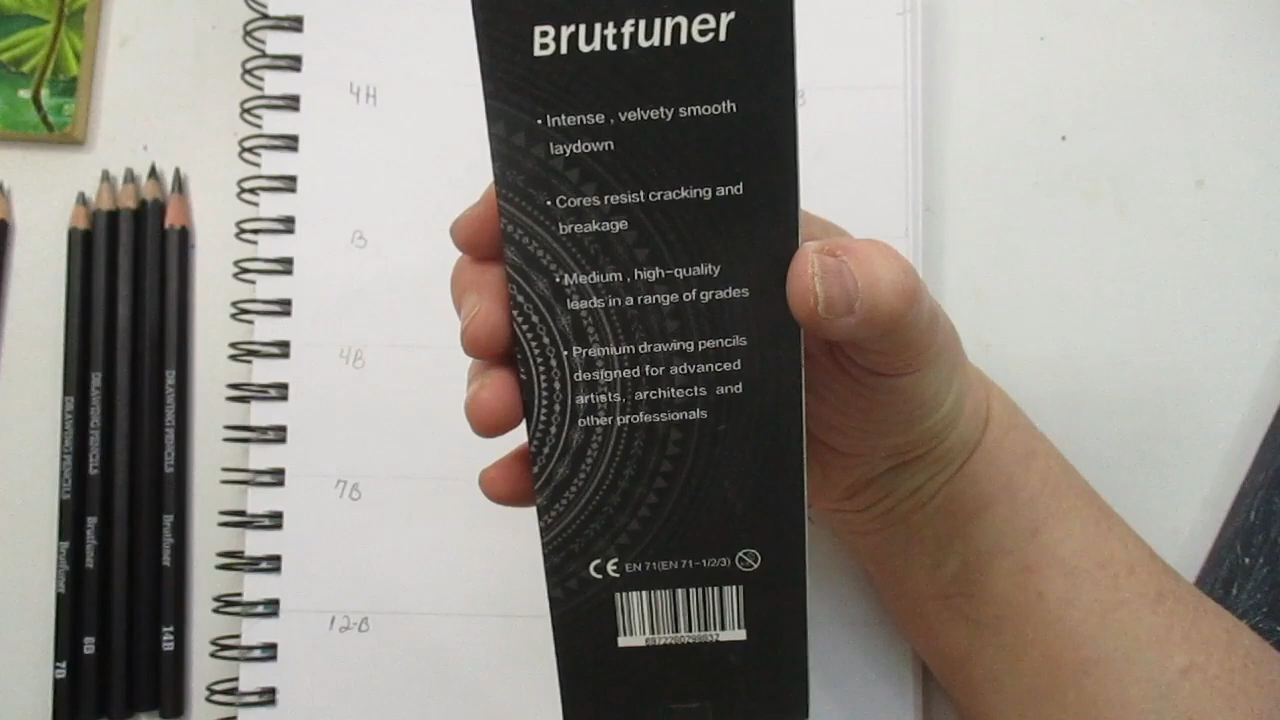 Brutfuner
• Intense , velvety smooth
laydown
• Cores resist cracking and
breakage
• Medium , high-quality
leads in a range of grades
• Premium drawing pencils
designed for advanced
artists, architects and
other professionals
CE EN 71(EN 71-1/2/3)
4H
B
4B
7B
12-B
DRAWING PENCILS Brutfuner 7B
DRAWING PENCILS Brutfuner 8B
DRAWING PENCILS Brutfuner 14B